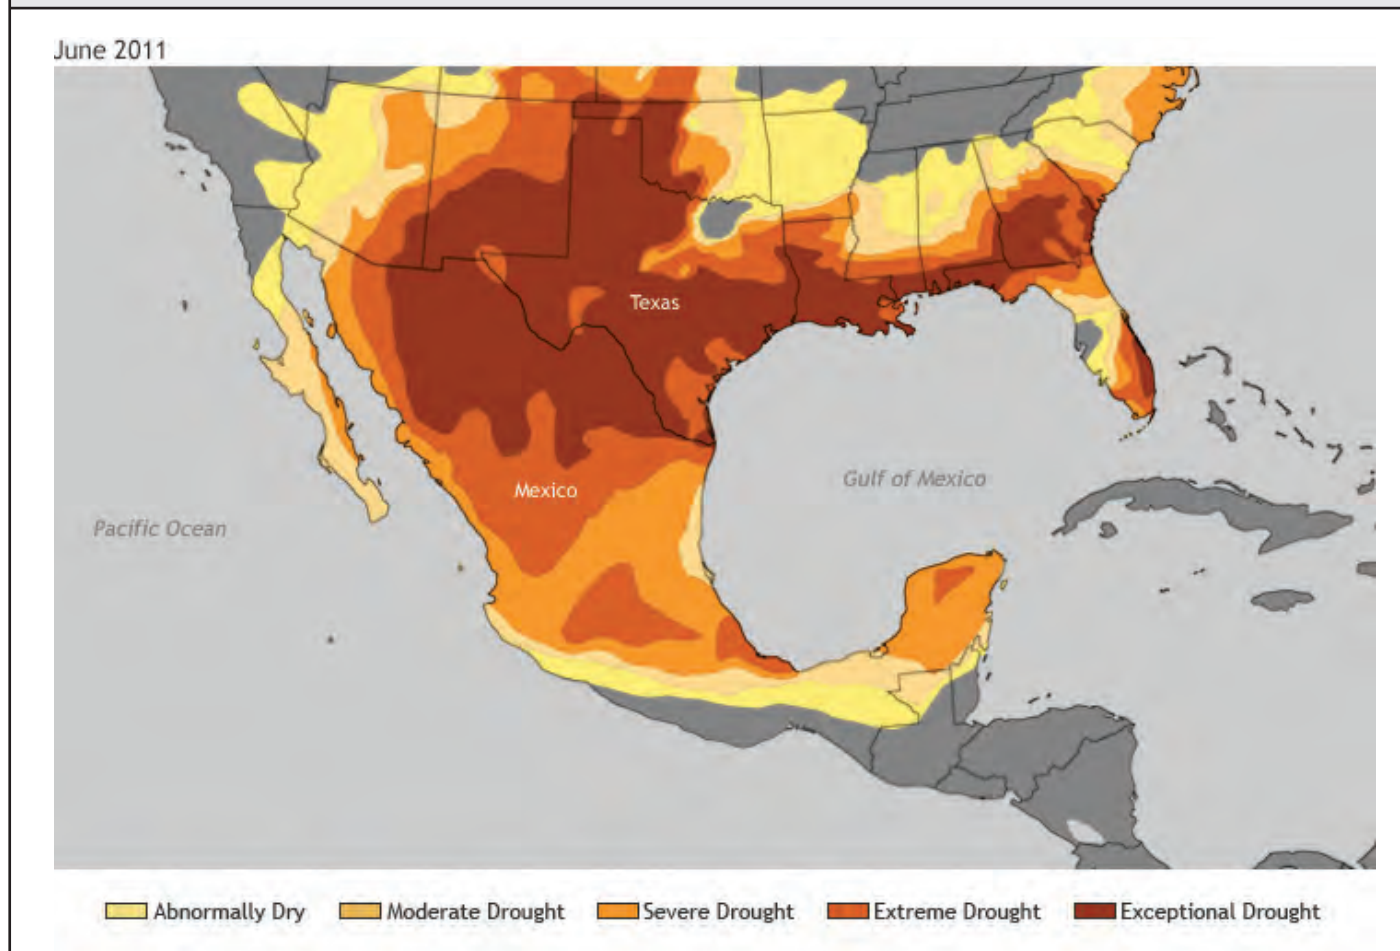 June 2011
Texas
Gulf of Mexico
Mexico
Pacific Ocean
Abnormally Dry Moderate Drought Severe Drought Extreme Drought Exceptional Drought